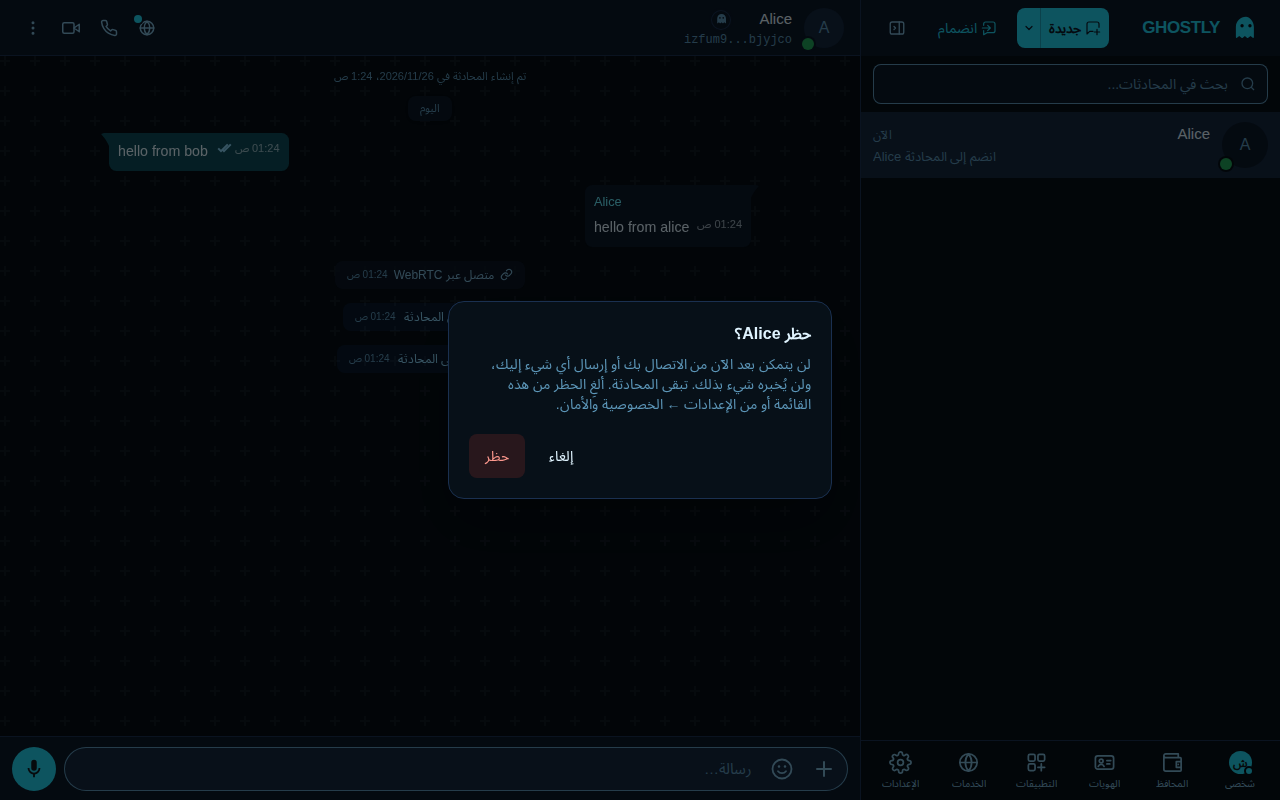 GHOSTLY
جديدة
انضمام
بحث في المحادثات...
Alice
الآن
A
انضم إلى المحادثة Alice
شخصي
المحافظ
الهويات
التطبيقات
الخدمات
الإعدادات
Alice
izfum9...bjyjco
A
تم إنشاء المحادثة في 2026/11/26، 1:24 ص
اليوم
hello from bob
01:24 ص
Alice
hello from alice
01:24 ص
متصل عبر WebRTC
01:24 ص
المحادثة
01:24 ص
المحادثة
01:24 ص
حظر Alice؟
لن يتمكن بعد الآن من الاتصال بك أو إرسال أي شيء إليك،
ولن يُخبره شيء بذلك. تبقى المحادثة. ألغِ الحظر من هذه
القائمة أو من الإعدادات ← الخصوصية والأمان.
إلغاء
حظر
رسالة...